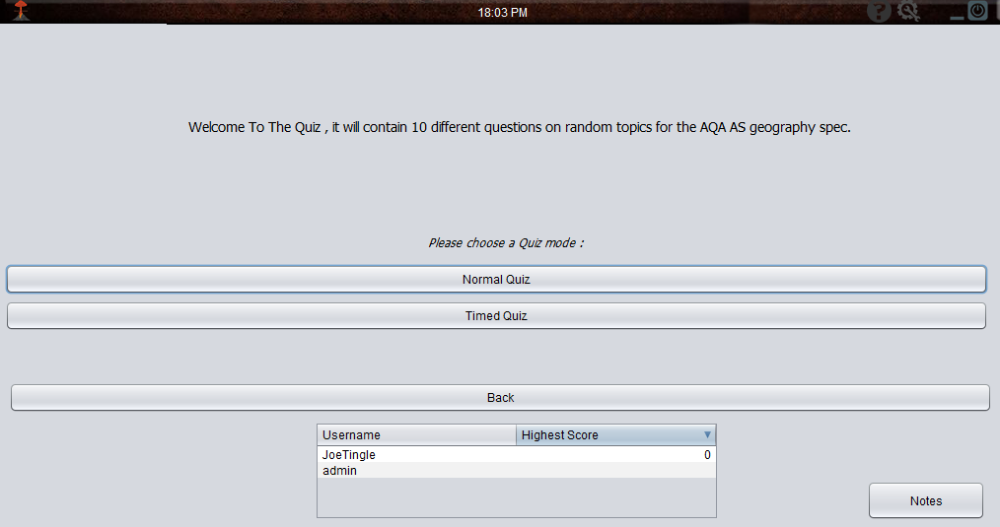 18:03 PM
Welcome To The Quiz , it will contain 10 different questions on random topics for the AQA AS geography spec.
Please choose a Quiz mode :
Normal Quiz
Timed Quiz
Back
Username Highest Score
JoeTingle 0
admin
Notes